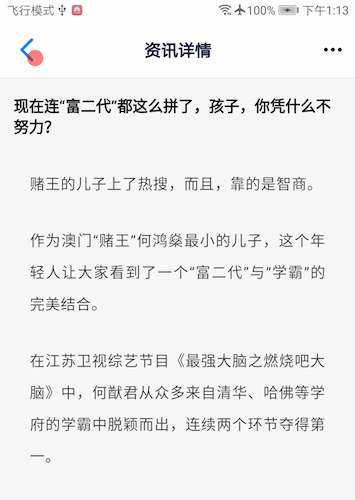 飞行模式 100% 下午1:13
资讯详情
现在连“富二代”都这么拼了，孩子，你凭什么不
努力？
赌王的儿子上了热搜，而且，靠的是智商。
作为澳门“赌王”何鸿燊最小的儿子，这个年
轻人让大家看到了一个“富二代”与“学霸”的
完美结合。
在江苏卫视综艺节目《最强大脑之燃烧吧大
脑》中，何猷君从众多来自清华、哈佛等学
府的学霸中脱颖而出，连续两个环节夺得第
一。